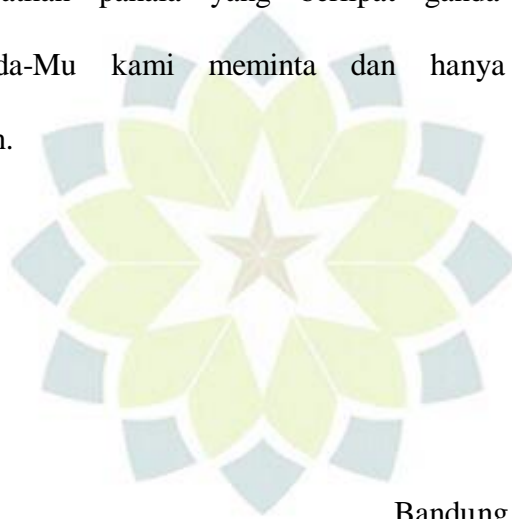 pahala yang berlipat ganda
da-Mu kami meminta dan hanya
n.
Bandung